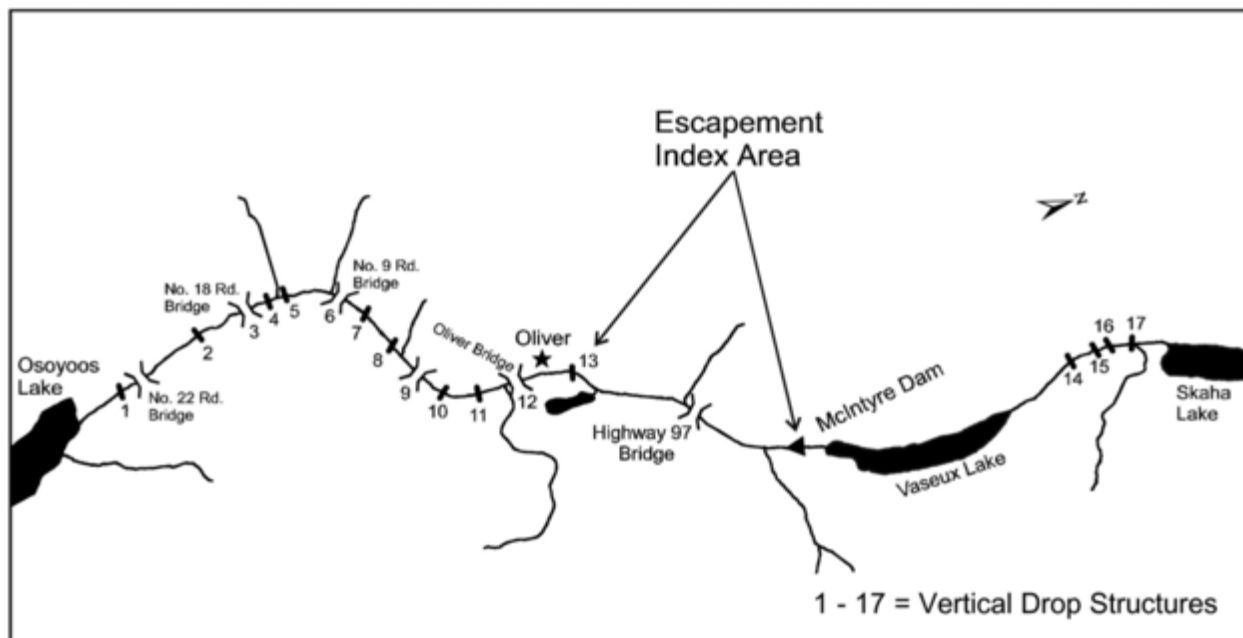 Escapement
Index Area
N
No. 9 Rd.
Bridge
No. 18 Rd.
Bridge
3
4
5
6
7
2
8
Oliver Bridge
Oliver
13
16
17
Osoyoos
Lake
1
No. 22 Rd.
Bridge
9
10
11
12
14
15
Skaha
Lake
Highway 97
Bridge
McIntyre Dam
Vaseux Lake
1 - 17 = Vertical Drop Structures